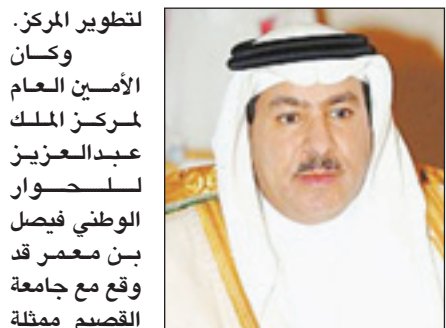 لتطوير المركز.
وكان
الأمين العام
لمركز الملك
عبدالعزيز
للحوار
الوطني فيصل
بن معمر قد
وقع مع جامعة
القصيم ممثلة